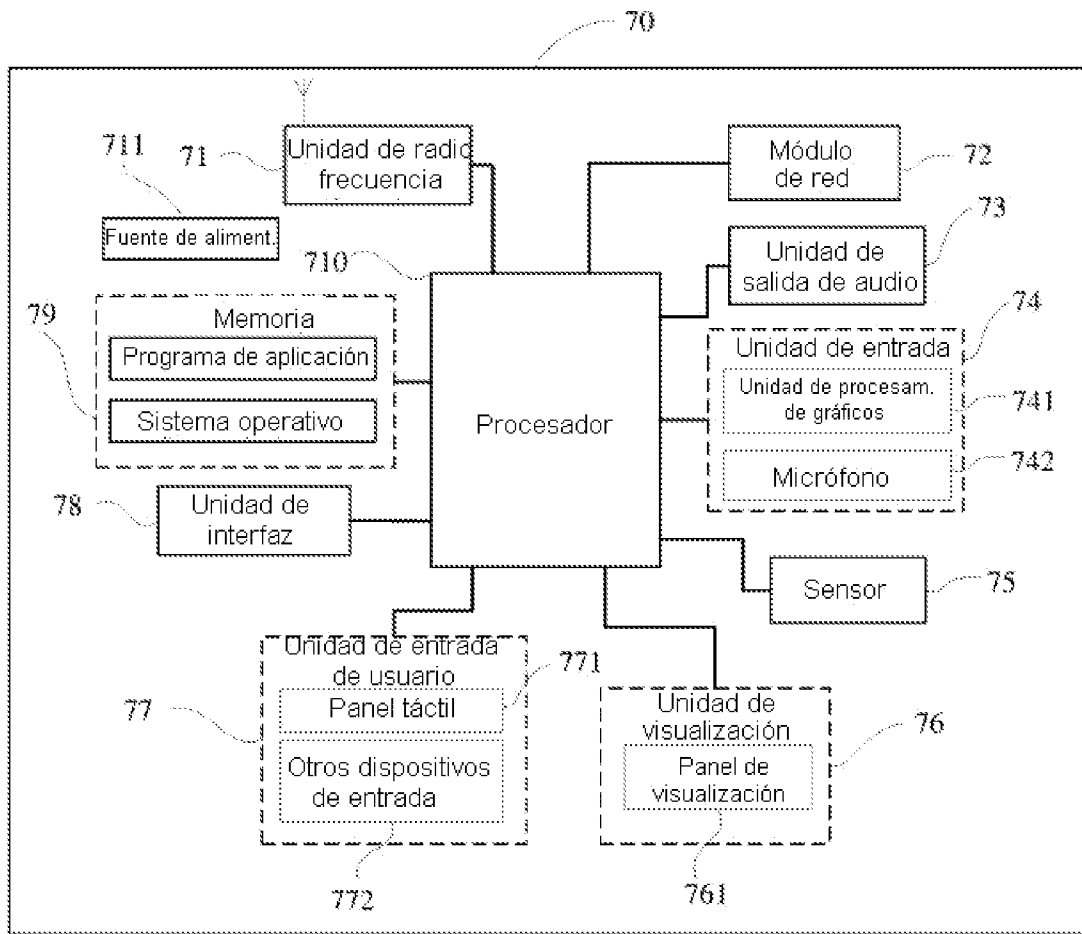 70
711
71
Unidad de radio
frecuencia
Módulo
de red
72
Fuente de aliment.
73
Unidad de
salida de audio
710
79
Memoria
Programa de aplicación
Sistema operativo
Procesador
74
Unidad de entrada
Unidad de procesam.
de gráficos
741
Micrófono
742
78
Unidad de
interfaz
Sensor
75
Unidad de entrada
de usuario
771
77
Panel táctil
Otros dispositivos
de entrada
772
Unidad de
visualización
76
Panel de
visualización
761